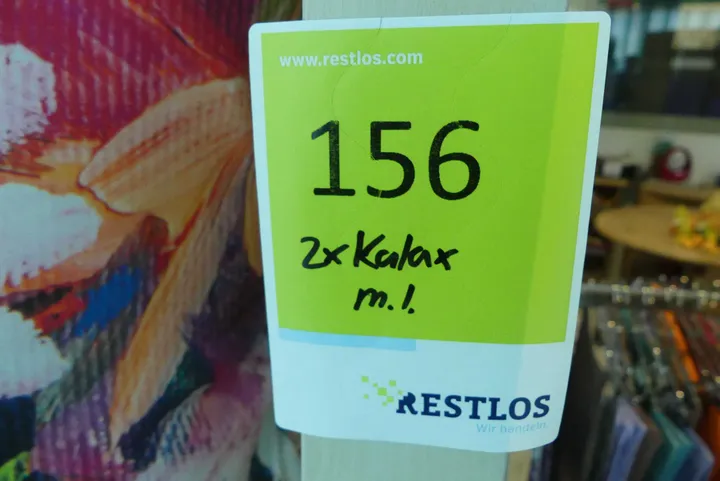 www.restlos.com
156
2x Kalax
m.I.
RESTLOS
Wir handeln.